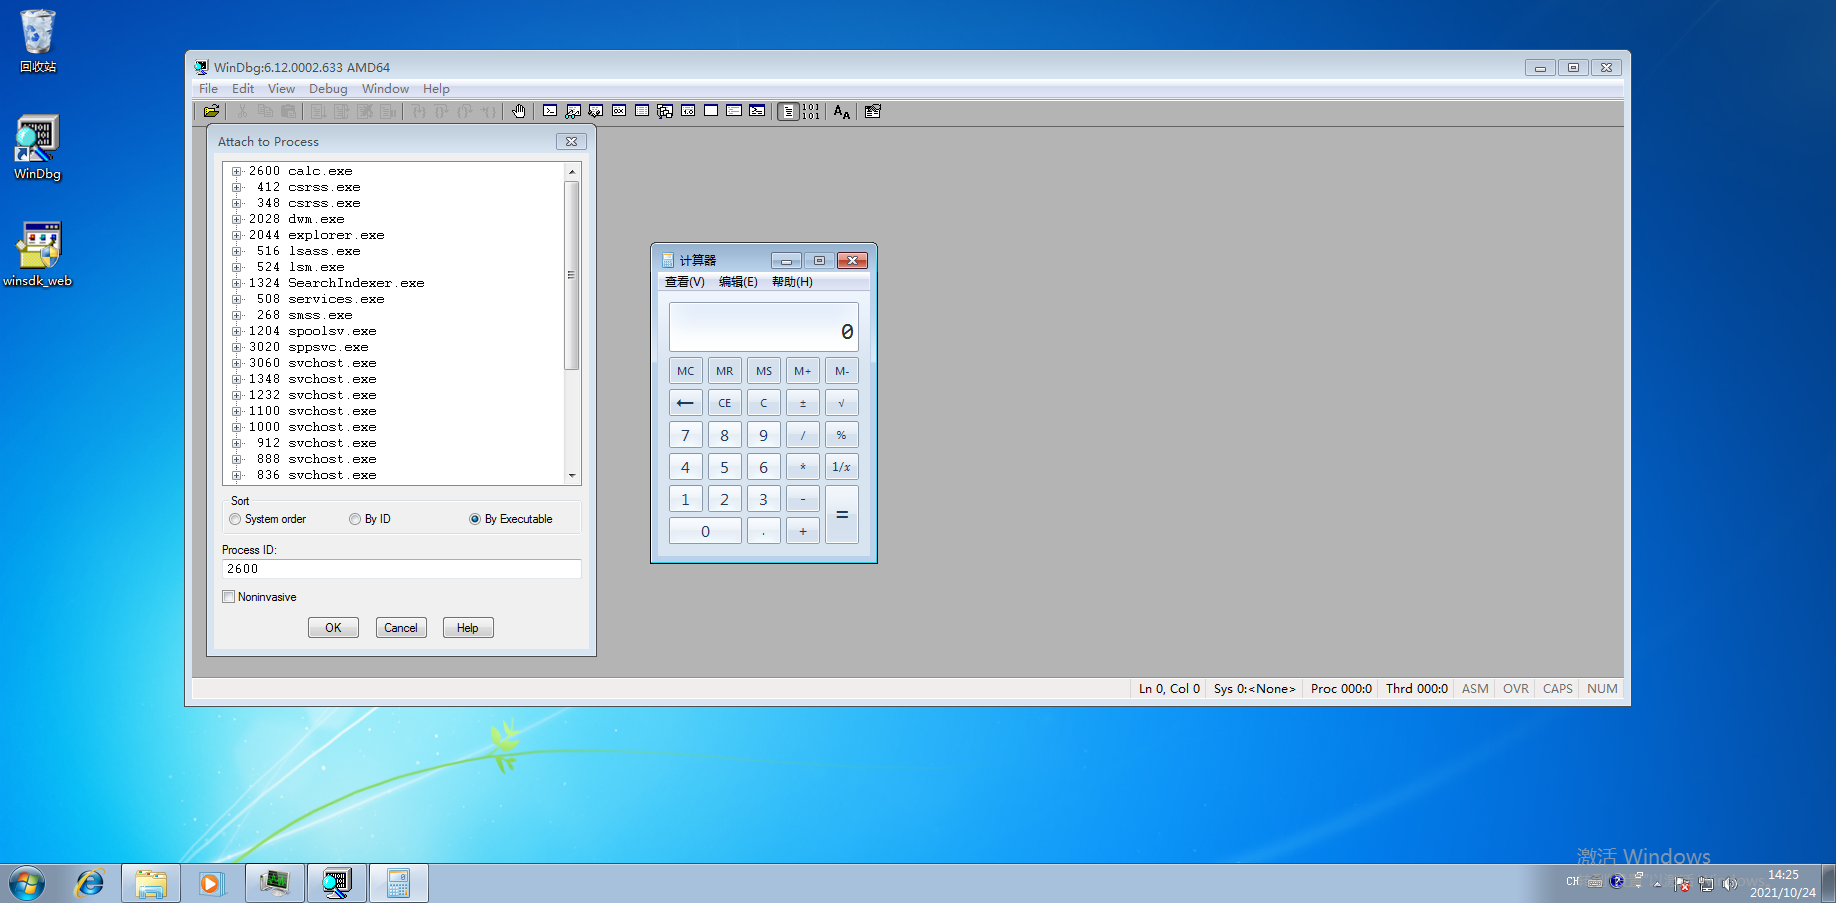 回收站
WinDbg
winsdk_web
WinDbg:6.12.0002.633 AMD64
File Edit View Debug Window Help
Attach to Process
2600 calc.exe
412 csrss.exe
348 csrss.exe
2028 dwm.exe
2044 explorer.exe
516 lsass.exe
524 lsm.exe
1324 SearchIndexer.exe
508 services.exe
268 smss.exe
1204 spoolsv.exe
3020 sppsvc.exe
3060 svchost.exe
1348 svchost.exe
1232 svchost.exe
1100 svchost.exe
1000 svchost.exe
912 svchost.exe
888 svchost.exe
836 svchost.exe
Sort
System order By ID By Executable
Process ID:
2600
Noninvasive
OK Cancel Help
计算器
查看(V) 编辑(E) 帮助(H)
0
MC MR MS M+ M-
← CE C ± √
7 8 9 / %
4 5 6 * 1/x
1 2 3 - =
0 . +
Ln 0, Col 0 Sys 0:<None> Proc 000:0 Thrd 000:0 ASM OVR CAPS NUM
激活 Windows
CH
14:25
2021/10/24